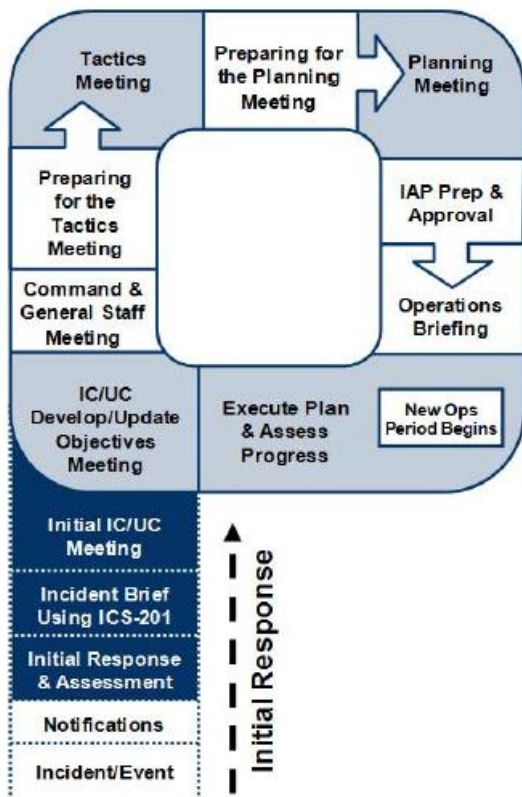 Tactics
Meeting
Preparing for
the Planning
Meeting
Planning
Meeting
Preparing
for the
Tactics
Meeting
IAP Prep &
Approval
Command &
General Staff
Meeting
Operations
Briefing
IC/UC
Develop/Update
Objectives
Meeting
Execute Plan
& Assess
Progress
New Ops
Period Begins
Initial IC/UC
Meeting
Incident Brief
Using ICS-201
Initial Response
& Assessment
Notifications
Incident/Event
Initial Response